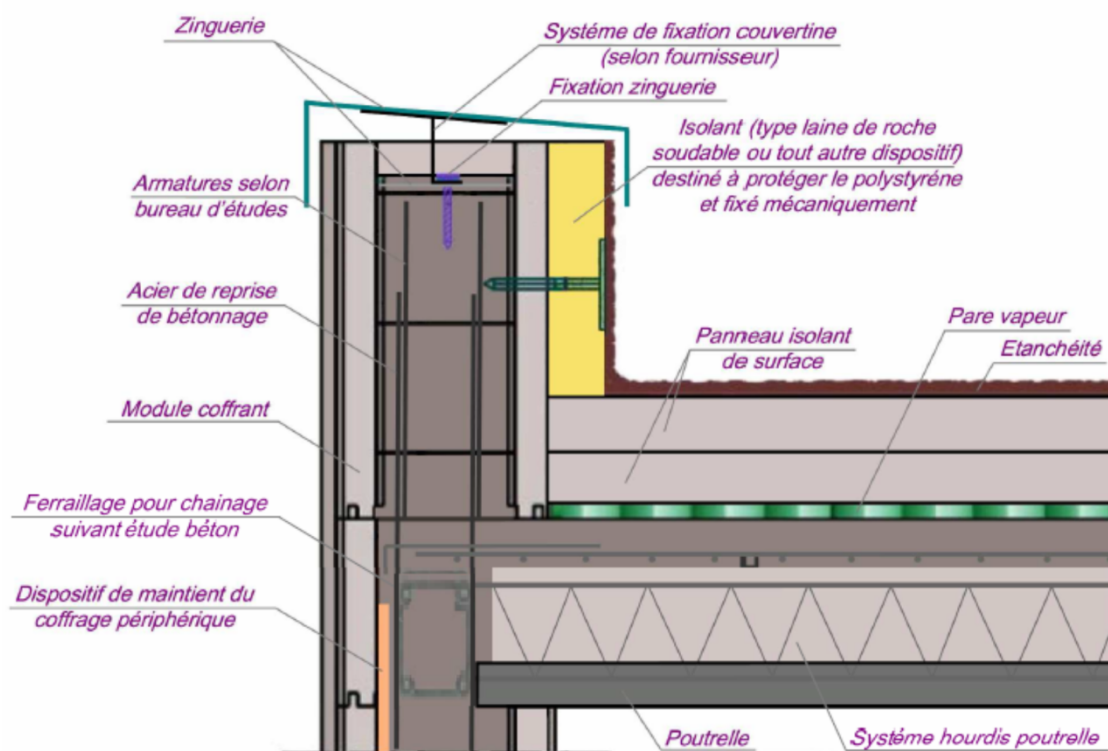 Zinguerie
Systéme de fixation couvertine
(selon fournisseur)
Fixation zinguerie
Isolant (type laine de roche
soudable ou tout autre dispositif)
destiné à protéger le polystyréne
et fixé mécaniquement
Armatures selon
bureau d'études
Acier de reprise
de bétonnage
Pare vapeur
Panneau isolant
de surface
Etanchéité
Module coffrant
Ferraillage pour chainage
suivant étude béton
Dispositif de maintient du
coffrage périphérique
Poutrelle
Systéme hourdis poutrelle